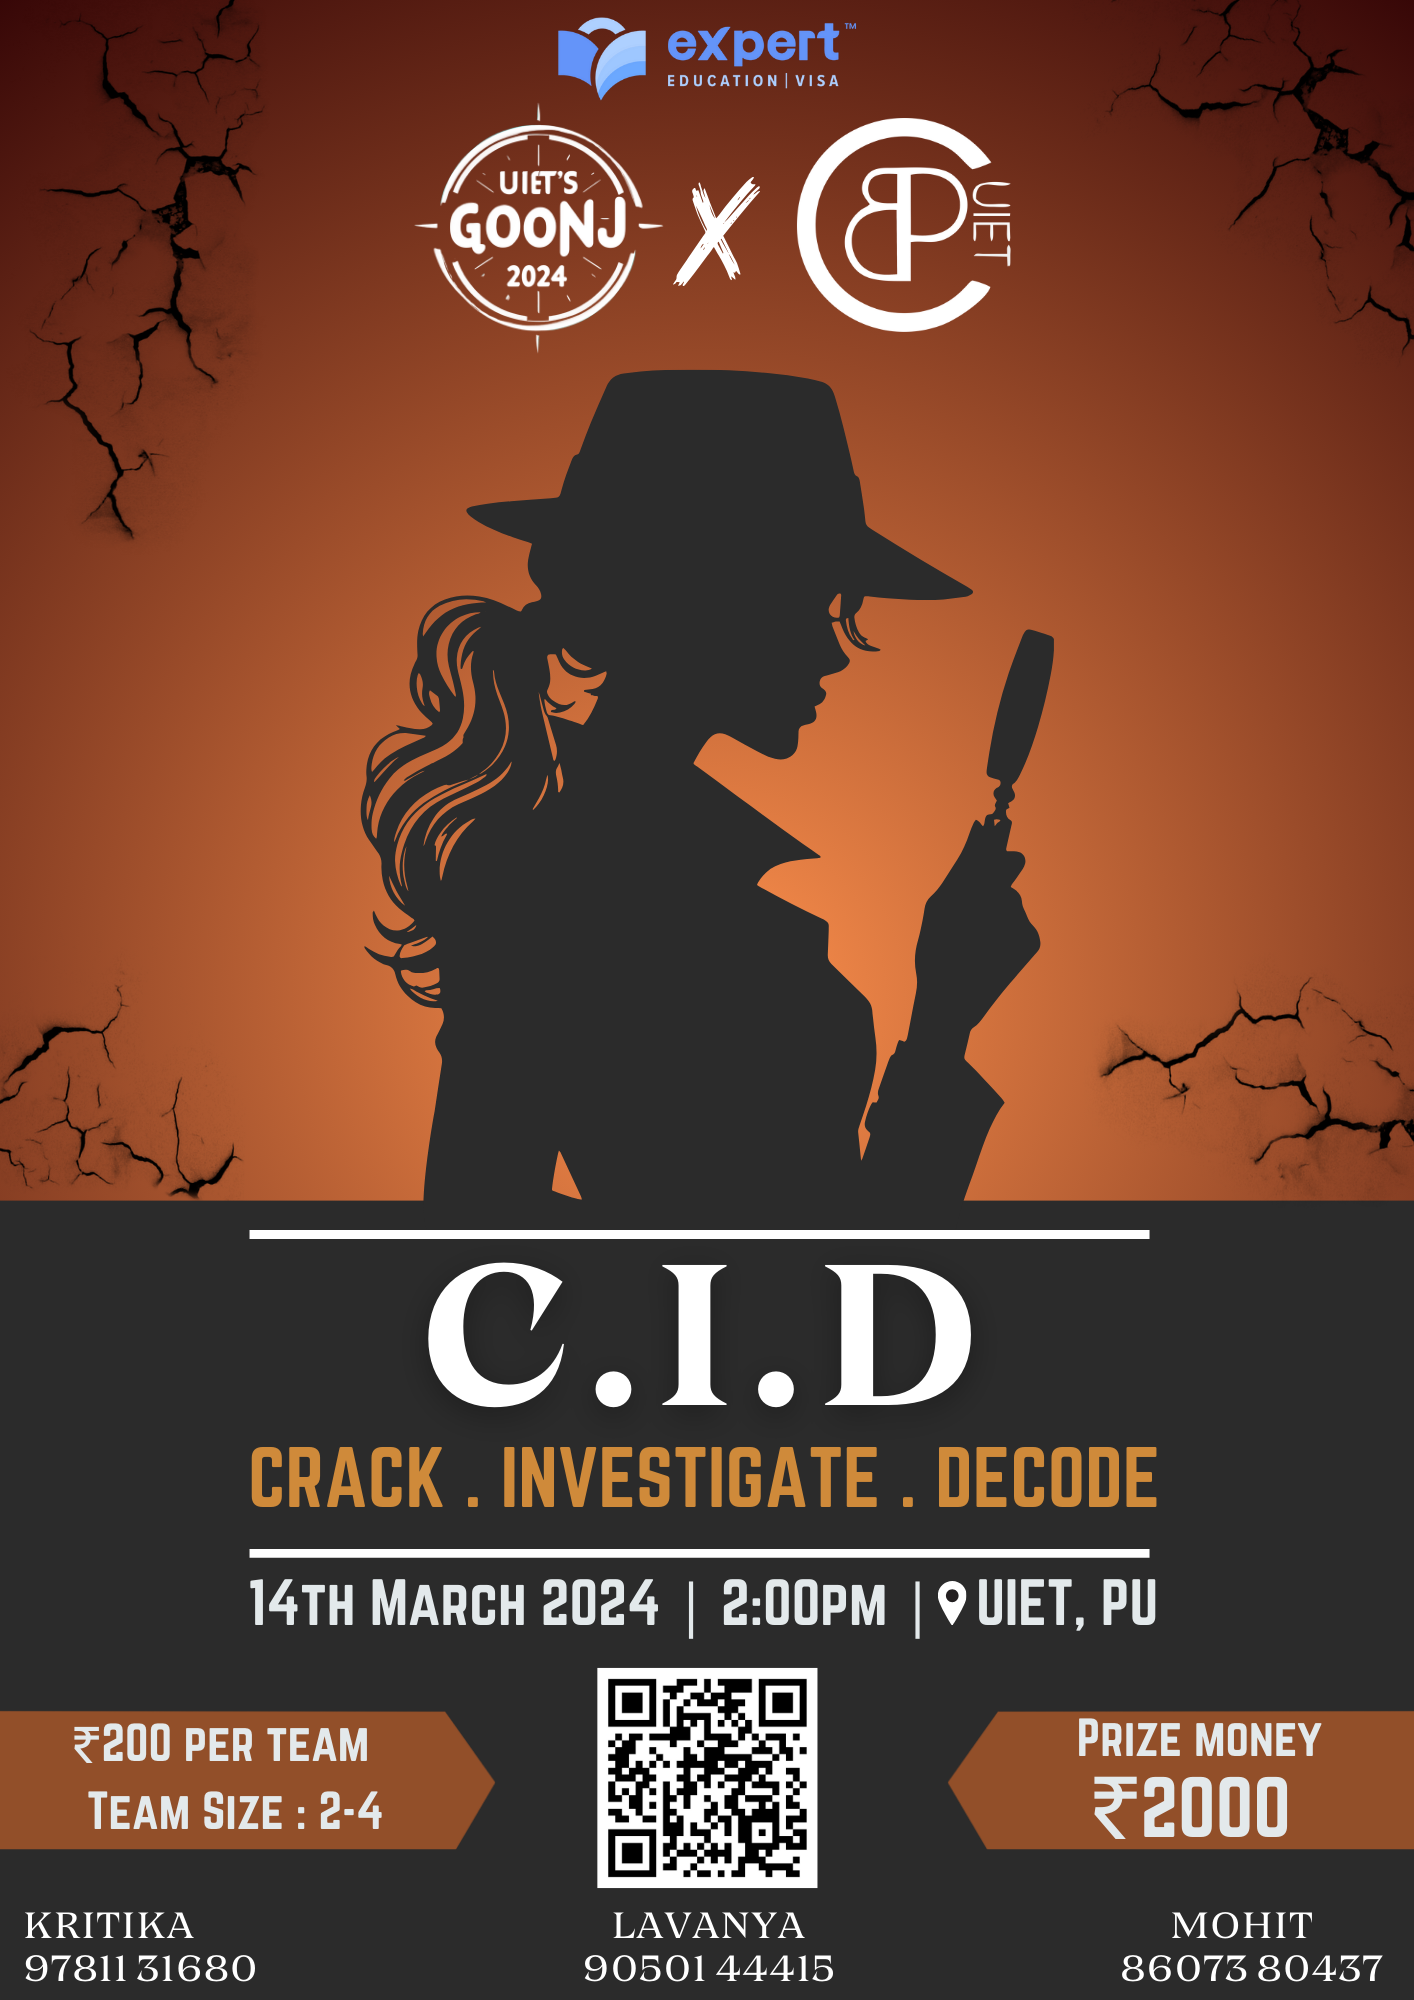 expert™
EDUCATION | VISA
UIET'S
GOONJ
2024
X
CBP
UIET
C.I.D
CRACK . INVESTIGATE . DECODE
14TH MARCH 2024 | 2:00PM | UIET, PU
₹200 PER TEAM
TEAM SIZE : 2-4
PRIZE MONEY
₹2000
KRITIKA
97811 31680
LAVANYA
90501 44415
MOHIT
86073 80437